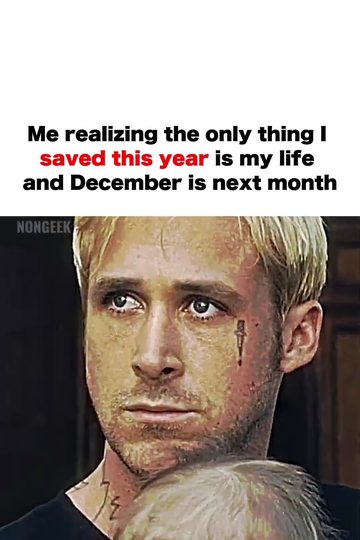 Me realizing the only thing I
saved this year is my life
and December is next month
NONGEEK